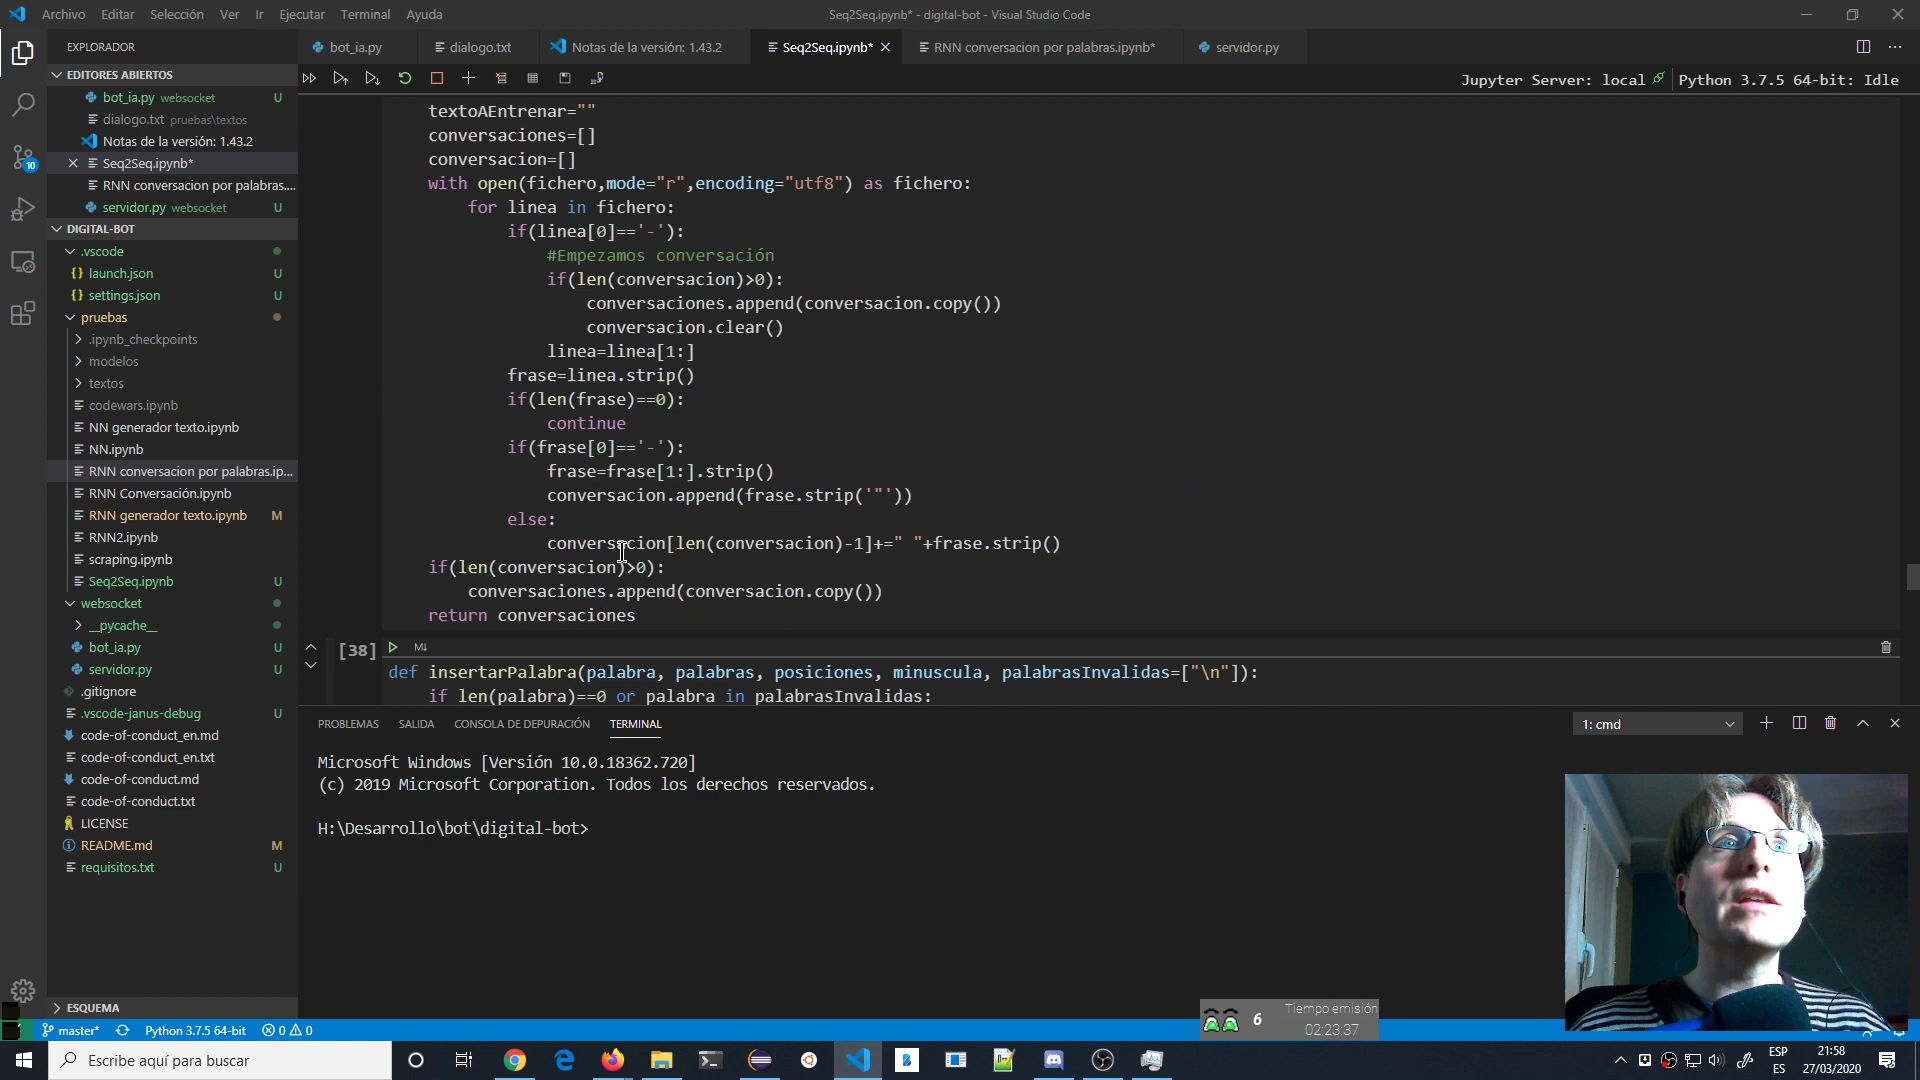 Archivo Editar Selección Ver Ir Ejecutar Terminal Ayuda
Seq2Seq.ipynb* - digital-bot - Visual Studio Code
EXPLORADOR
bot_ia.py
dialogo.txt
Notas de la versión: 1.43.2
Seq2Seq.ipynb*
RNN conversacion por palabras.ipynb*
servidor.py
Jupyter Server: local
Python 3.7.5 64-bit: Idle
EDITORES ABIERTOS
bot_ia.py websocket U
dialogo.txt pruebas\textos
Notas de la versión: 1.43.2
Seq2Seq.ipynb*
RNN conversacion por palabras....
servidor.py websocket U
DIGITAL-BOT
.vscode
launch.json U
settings.json U
pruebas
.ipynb_checkpoints
modelos
textos
codewars.ipynb
NN generador texto.ipynb
NN.ipynb
RNN conversacion por palabras.ip...
RNN Conversación.ipynb
RNN generador texto.ipynb M
RNN2.ipynb
scraping.ipynb
Seq2Seq.ipynb U
websocket
__pycache__
bot_ia.py U
servidor.py U
.gitignore
.vscode-janus-debug U
code-of-conduct_en.md
code-of-conduct_en.txt
code-of-conduct.md
code-of-conduct.txt
LICENSE
README.md M
requisitos.txt U
ESQUEMA
10
textoAEntrenar=""
conversaciones=[]
conversacion=[]
with open(fichero,mode="r",encoding="utf8") as fichero:
for linea in fichero:
if(linea[0]=='-'):
#Empezamos conversación
if(len(conversacion)>0):
conversaciones.append(conversacion.copy())
conversacion.clear()
linea=linea[1:]
frase=linea.strip()
if(len(frase)==0):
continue
if(frase[0]=='-'):
frase=frase[1:].strip()
conversacion.append(frase.strip('"'))
else:
conversacion[len(conversacion)-1]+=" "+frase.strip()
if(len(conversacion)>0):
conversaciones.append(conversacion.copy())
return conversaciones
[38] M↓
def insertarPalabra(palabra, palabras, posiciones, minuscula, palabrasInvalidas=["\n"]):
if len(palabra)==0 or palabra in palabrasInvalidas:
PROBLEMAS SALIDA CONSOLA DE DEPURACIÓN TERMINAL
1: cmd
Microsoft Windows [Versión 10.0.18362.720]
(c) 2019 Microsoft Corporation. Todos los derechos reservados.
H:\Desarrollo\bot\digital-bot>
6
Tiempo emisión
02:23:37
master* Python 3.7.5 64-bit 0 0
Escribe aquí para buscar
ESP
ES
21:58
27/03/2020